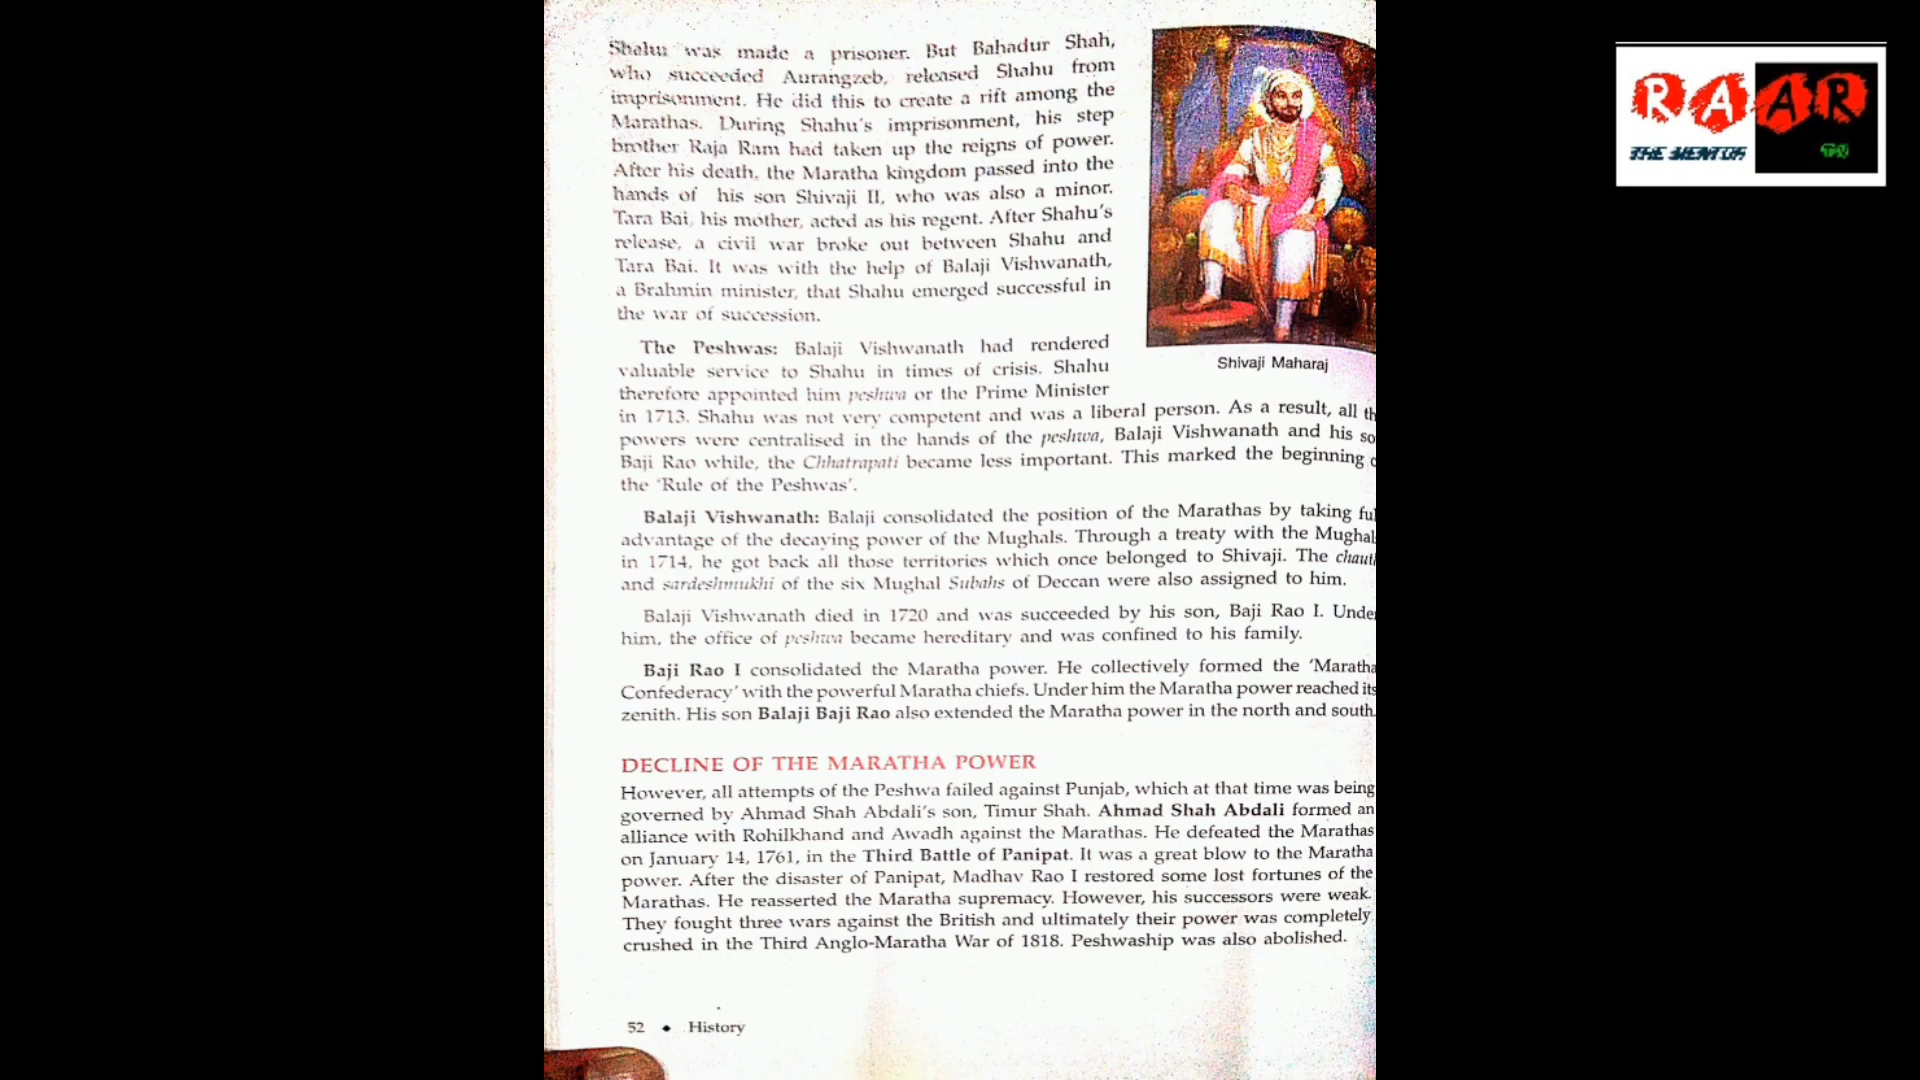 Shahu was made a prisoner. But Bahadur Shah,
who succeeded Aurangzeb, released Shahu from
imprisonment. He did this to create a rift among the
Marathas. During Shahu's imprisonment, his step
brother Raja Ram had taken up the reigns of power.
After his death, the Maratha kingdom passed into the
hands of his son Shivaji II, who was also a minor.
Tara Bai, his mother, acted as his regent. After Shahu's
release, a civil war broke out between Shahu and
Tara Bai. It was with the help of Balaji Vishwanath,
a Brahmin minister, that Shahu emerged successful in
the war of succession.
Shivaji Maharaj
The Peshwas: Balaji Vishwanath had rendered
valuable service to Shahu in times of crisis. Shahu
therefore appointed him peshwa or the Prime Minister
in 1713. Shahu was not very competent and was a liberal person. As a result, all th
powers were centralised in the hands of the peshwa, Balaji Vishwanath and his so
Baji Rao while, the Chhatrapati became less important. This marked the beginning o
the 'Rule of the Peshwas'.
Balaji Vishwanath: Balaji consolidated the position of the Marathas by taking ful
advantage of the decaying power of the Mughals. Through a treaty with the Mughal
in 1714, he got back all those territories which once belonged to Shivaji. The chauth
and sardeshmukhi of the six Mughal Subahs of Deccan were also assigned to him.
Balaji Vishwanath died in 1720 and was succeeded by his son, Baji Rao I. Unde
him, the office of peshwa became hereditary and was confined to his family.
Baji Rao I consolidated the Maratha power. He collectively formed the 'Maratha
Confederacy' with the powerful Maratha chiefs. Under him the Maratha power reached its
zenith. His son Balaji Baji Rao also extended the Maratha power in the north and south.
DECLINE OF THE MARATHA POWER
However, all attempts of the Peshwa failed against Punjab, which at that time was being
governed by Ahmad Shah Abdali's son, Timur Shah. Ahmad Shah Abdali formed an
alliance with Rohilkhand and Awadh against the Marathas. He defeated the Marathas
on January 14, 1761, in the Third Battle of Panipat. It was a great blow to the Maratha
power. After the disaster of Panipat, Madhav Rao I restored some lost fortunes of the
Marathas. He reasserted the Maratha supremacy. However, his successors were weak.
They fought three wars against the British and ultimately their power was completely
crushed in the Third Anglo-Maratha War of 1818. Peshwaship was also abolished.
52 ◆ History
RAAR
THE MENTOR
TV